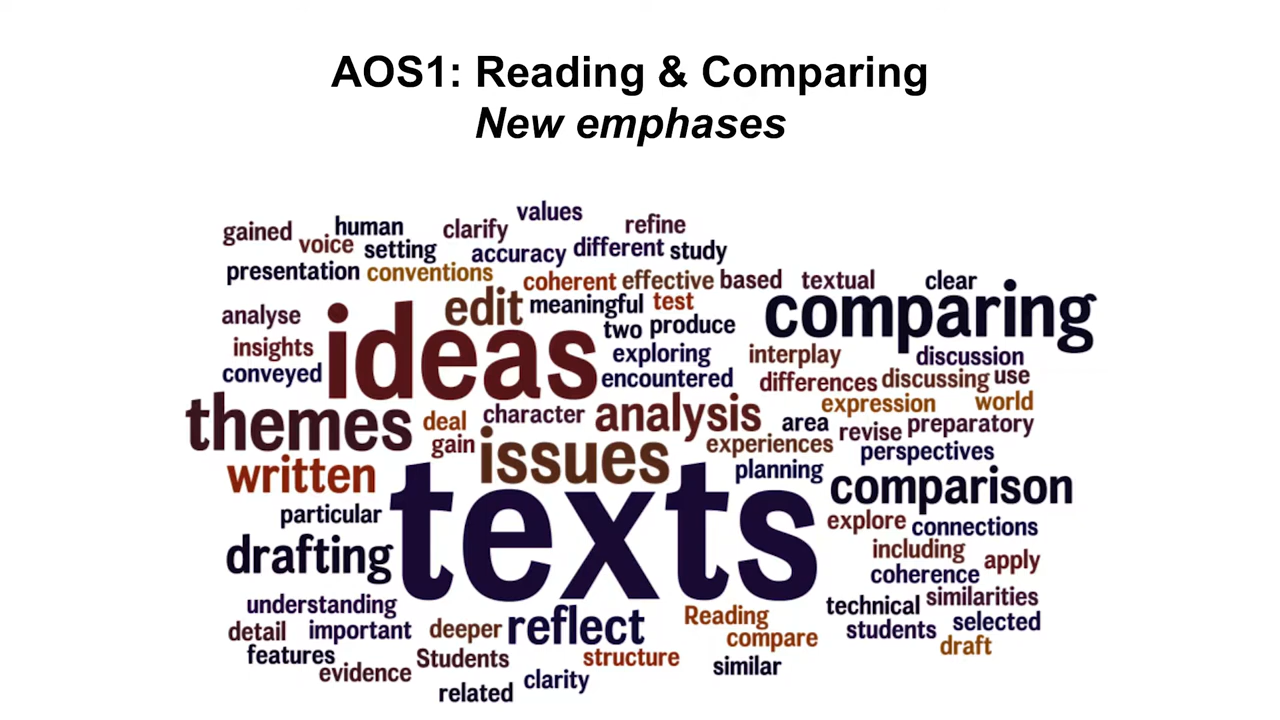 AOS1: Reading & Comparing
New emphases
values
gained human clarify refine
voice setting accuracy different study
presentation conventions coherent effective based textual clear
analyse ideas edit meaningful test comparing
two produce
insights exploring interplay discussion
conveyed encountered differences discussing use
themes deal character analysis area expression world
gain issues experiences revise preparatory
perspectives
written planning comparison
particular texts explore connections
drafting including apply
coherence
understanding technical similarities
detail important deeper reflect Reading students selected
compare draft
features evidence Students structure similar
related clarity